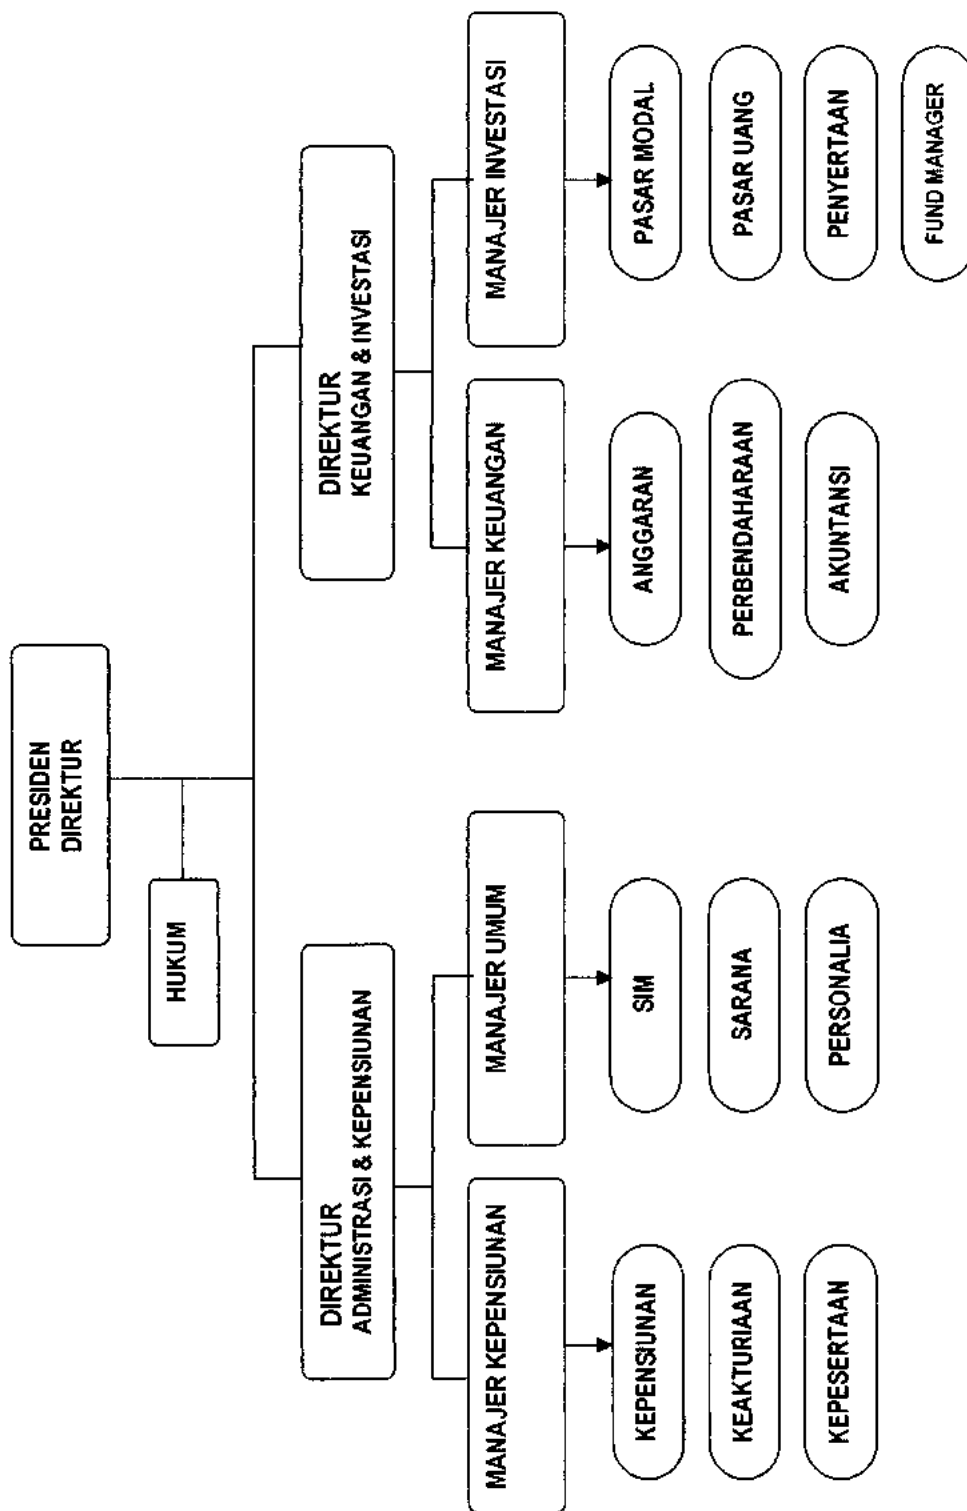 PRESIDEN
DIREKTUR
HUKUM
DIREKTUR
ADMINISTRASI & KEPENSIUNAN
DIREKTUR
KEUANGAN & INVESTASI
MANAJER KEPENSIUNAN
MANAJER UMUM
MANAJER KEUANGAN
MANAJER INVESTASI
KEPENSIUNAN
KEAKTURIAAN
KEPESERTAAN
SIM
SARANA
PERSONALIA
ANGGARAN
PERBENDAHARAAN
AKUNTANSI
PASAR MODAL
PASAR UANG
PENYERTAAN
FUND MANAGER